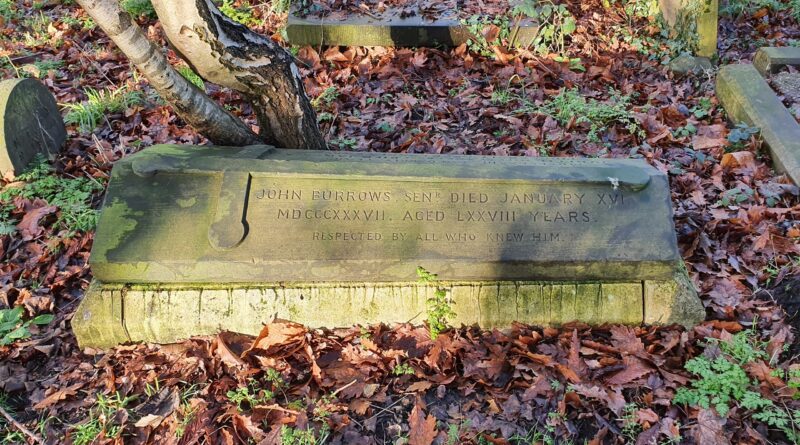 JOHN BURROWS, SENR DIED JANUARY XVI
MDCCCXXXVII. AGED LXXVIII YEARS.
RESPECTED BY ALL WHO KNEW HIM.